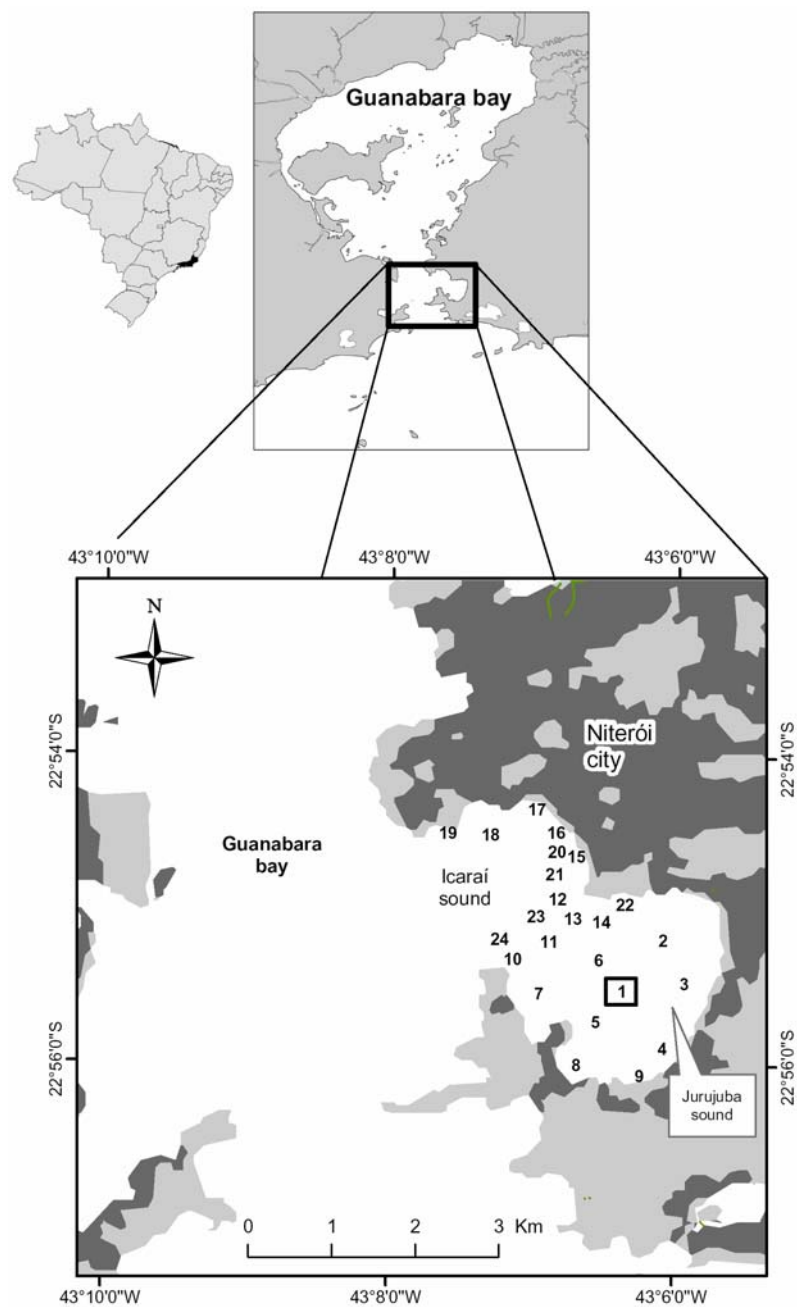 Guanabara bay
43°10'0"W
43°8'0"W
43°6'0"W
N
22°54'0"S
Niterói
city
22°54'0"S
17
19
18
16
20
15
Guanabara
bay
Icaraí
sound
21
12
22
23
13
14
24
11
2
10
6
3
7
1
5
22°56'0"S
8
4
9
22°56'0"S
Jurujuba
sound
0 1 2 3 Km
43°10'0"W
43°8'0"W
43°6'0"W